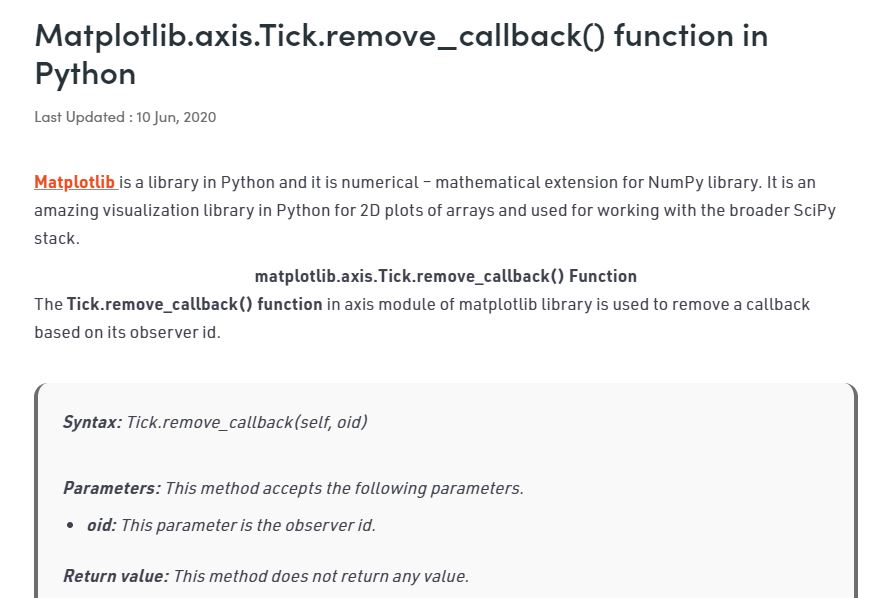 Matplotlib.axis.Tick.remove_callback() function in
Python
Last Updated : 10 Jun, 2020
Matplotlib is a library in Python and it is numerical – mathematical extension for NumPy library. It is an
amazing visualization library in Python for 2D plots of arrays and used for working with the broader SciPy
stack.
matplotlib.axis.Tick.remove_callback() Function
The Tick.remove_callback() function in axis module of matplotlib library is used to remove a callback
based on its observer id.
Syntax: Tick.remove_callback(self, oid)
Parameters: This method accepts the following parameters.
• oid: This parameter is the observer id.
Return value: This method does not return any value.